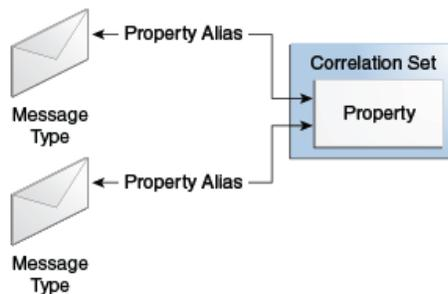 Property Alias
Correlation Set
Property
Message
Type
Property Alias
Message
Type